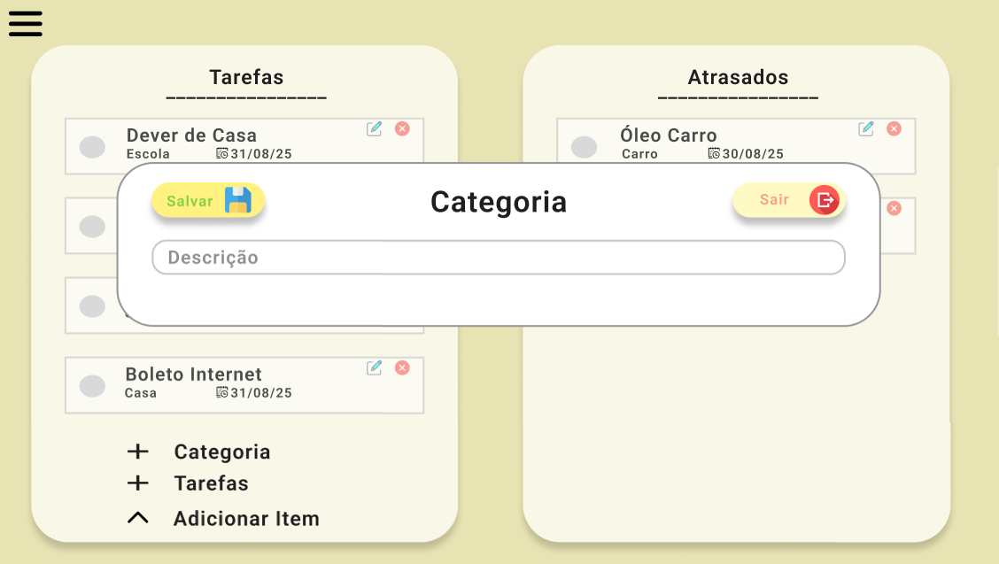 Tarefas
Dever de Casa
Escola 31/08/25
Atrasados
Óleo Carro
Carro 30/08/25
Salvar
Categoria
Sair
Descrição
Boleto Internet
Casa 31/08/25
Categoria
Tarefas
Adicionar Item